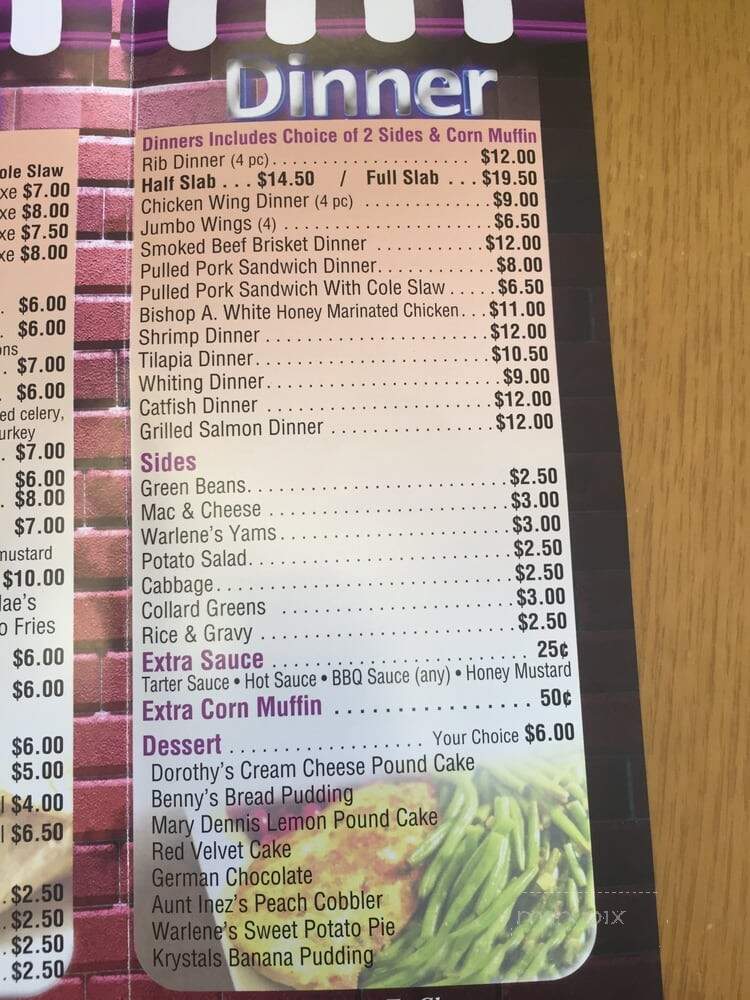 ole Slaw
xe $7.00
xe $8.00
xe $7.50
xe $8.00
. $6.00
. $6.00
ons
. $7.00
. $6.00
ed celery,
urkey
. $7.00
$6.00
. $8.00
$7.00
mustard
$10.00
lae's
o Fries
$6.00
$6.00
$6.00
$5.00
l $4.00
l $6.50
. $2.50
. $2.50
. $2.50
. $2.50
Dinner
Dinners Includes Choice of 2 Sides & Corn Muffin
Rib Dinner (4 pc) . . . . . . . . . . . . . . . . . . . $12.00
Half Slab . . . $14.50 / Full Slab . . . $19.50
Chicken Wing Dinner (4 pc) . . . . . . . . . . . . $9.00
Jumbo Wings (4) . . . . . . . . . . . . . . . . . . . . $6.50
Smoked Beef Brisket Dinner . . . . . . . . . . . $12.00
Pulled Pork Sandwich Dinner. . . . . . . . . . . $8.00
Pulled Pork Sandwich With Cole Slaw . . . . . $6.50
Bishop A. White Honey Marinated Chicken. . . $11.00
Shrimp Dinner . . . . . . . . . . . . . . . . . . . . . $12.00
Tilapia Dinner. . . . . . . . . . . . . . . . . . . . . . $10.50
Whiting Dinner. . . . . . . . . . . . . . . . . . . . . . $9.00
Catfish Dinner . . . . . . . . . . . . . . . . . . . . . $12.00
Grilled Salmon Dinner . . . . . . . . . . . . . . . $12.00
Sides
Green Beans. . . . . . . . . . . . . . . . . . . . . . . . $2.50
Mac & Cheese . . . . . . . . . . . . . . . . . . . . . . $3.00
Warlene's Yams . . . . . . . . . . . . . . . . . . . . . $3.00
Potato Salad. . . . . . . . . . . . . . . . . . . . . . . . $2.50
Cabbage. . . . . . . . . . . . . . . . . . . . . . . . . . . $2.50
Collard Greens . . . . . . . . . . . . . . . . . . . . . $3.00
Rice & Gravy . . . . . . . . . . . . . . . . . . . . . . . $2.50
Extra Sauce . . . . . . . . . . . . . . . . . . . . . . 25¢
Tarter Sauce • Hot Sauce • BBQ Sauce (any) • Honey Mustard
Extra Corn Muffin . . . . . . . . . . . . . . . . 50¢
Dessert . . . . . . . . . . . . . . . . . Your Choice $6.00
Dorothy's Cream Cheese Pound Cake
Benny's Bread Pudding
Mary Dennis Lemon Pound Cake
Red Velvet Cake
German Chocolate
Aunt Inez's Peach Cobbler
Warlene's Sweet Potato Pie
Krystals Banana Pudding